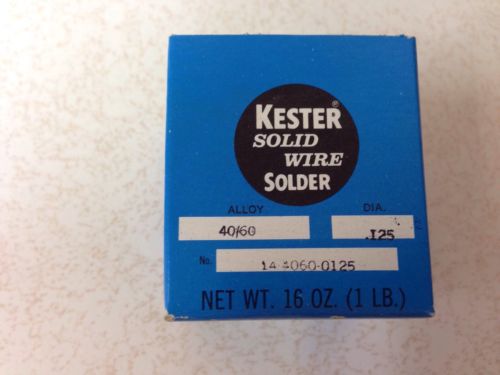 KESTER®
SOLID
WIRE
SOLDER
ALLOY DIA.
40/60 .125
No. 14-4060-0125
NET WT. 16 OZ. (1 LB.)